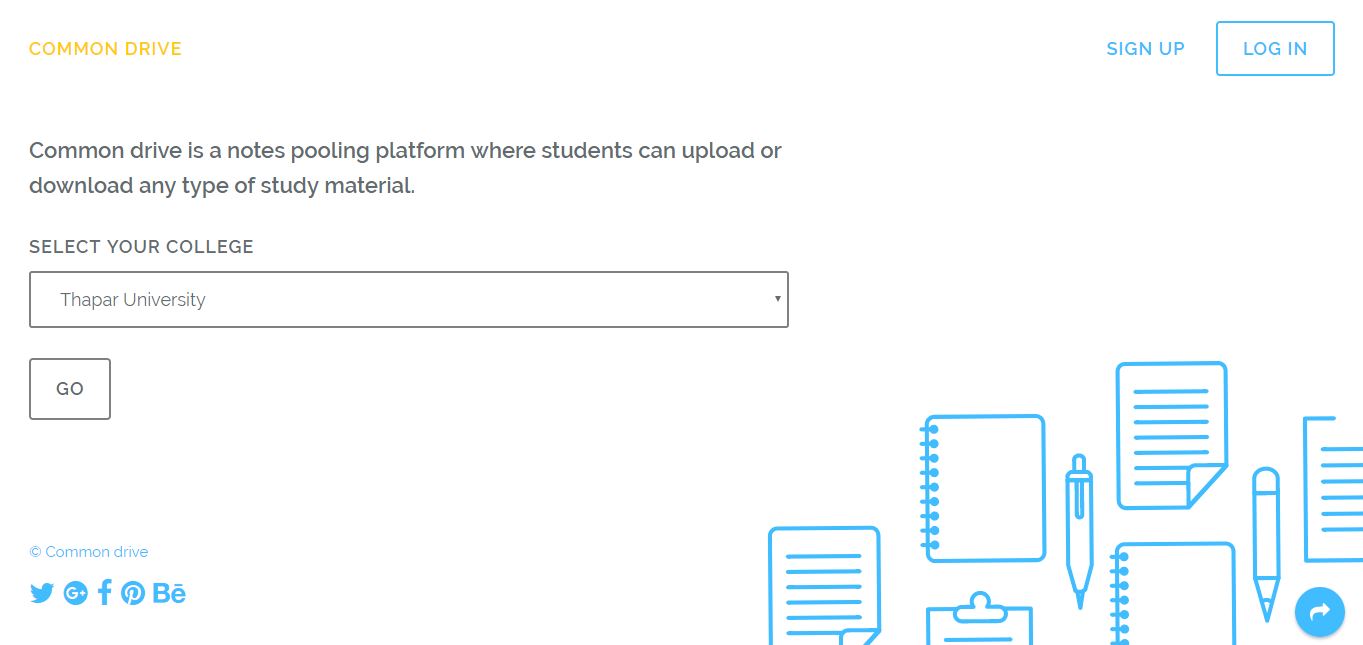 COMMON DRIVE
SIGN UP
LOG IN
Common drive is a notes pooling platform where students can upload or
download any type of study material.
SELECT YOUR COLLEGE
Thapar University
GO
© Common drive
G+ f Bē